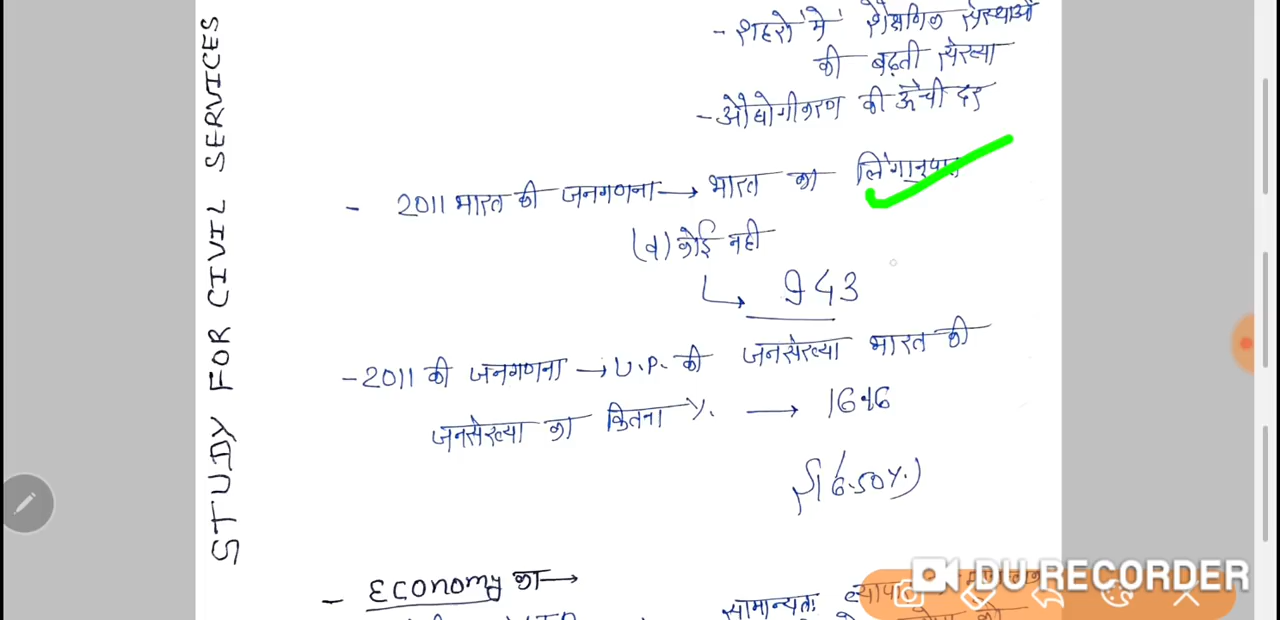 STUDY FOR CIVIL SERVICES
- शहरों में शैक्षणिक संस्थाओं
की बढ़ती संख्या
- औद्योगीकरण की ऊँची दर
- 2011 भारत की जनगणना → भारत का लिंगानुपात
(d) कोई नही
↳ 943
- 2011 की जनगणना → U.P. की जनसंख्या भारत की
जनसंख्या का कितना %. → 16.16
(16.50%.)
- Economy का →
सामान्यतः
DU RECORDER